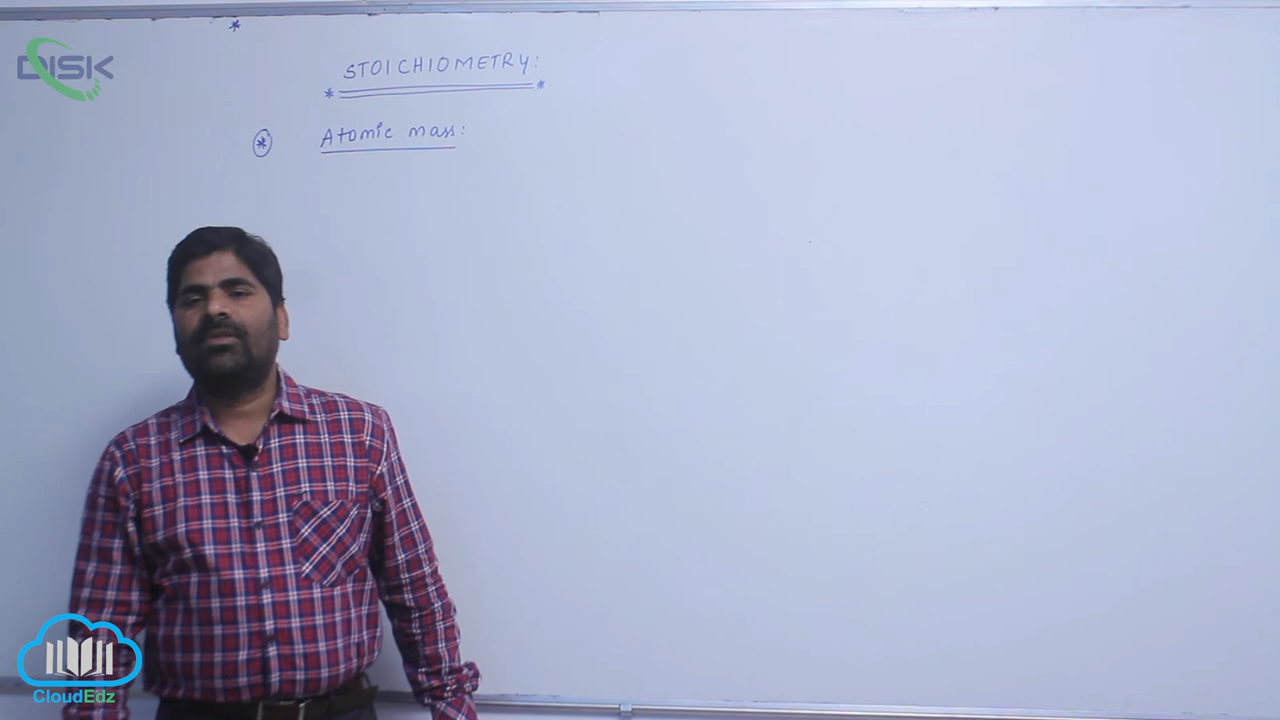 DISK
*
STOICHIOMETRY:
* *
* Atomic mass:
CloudEdz